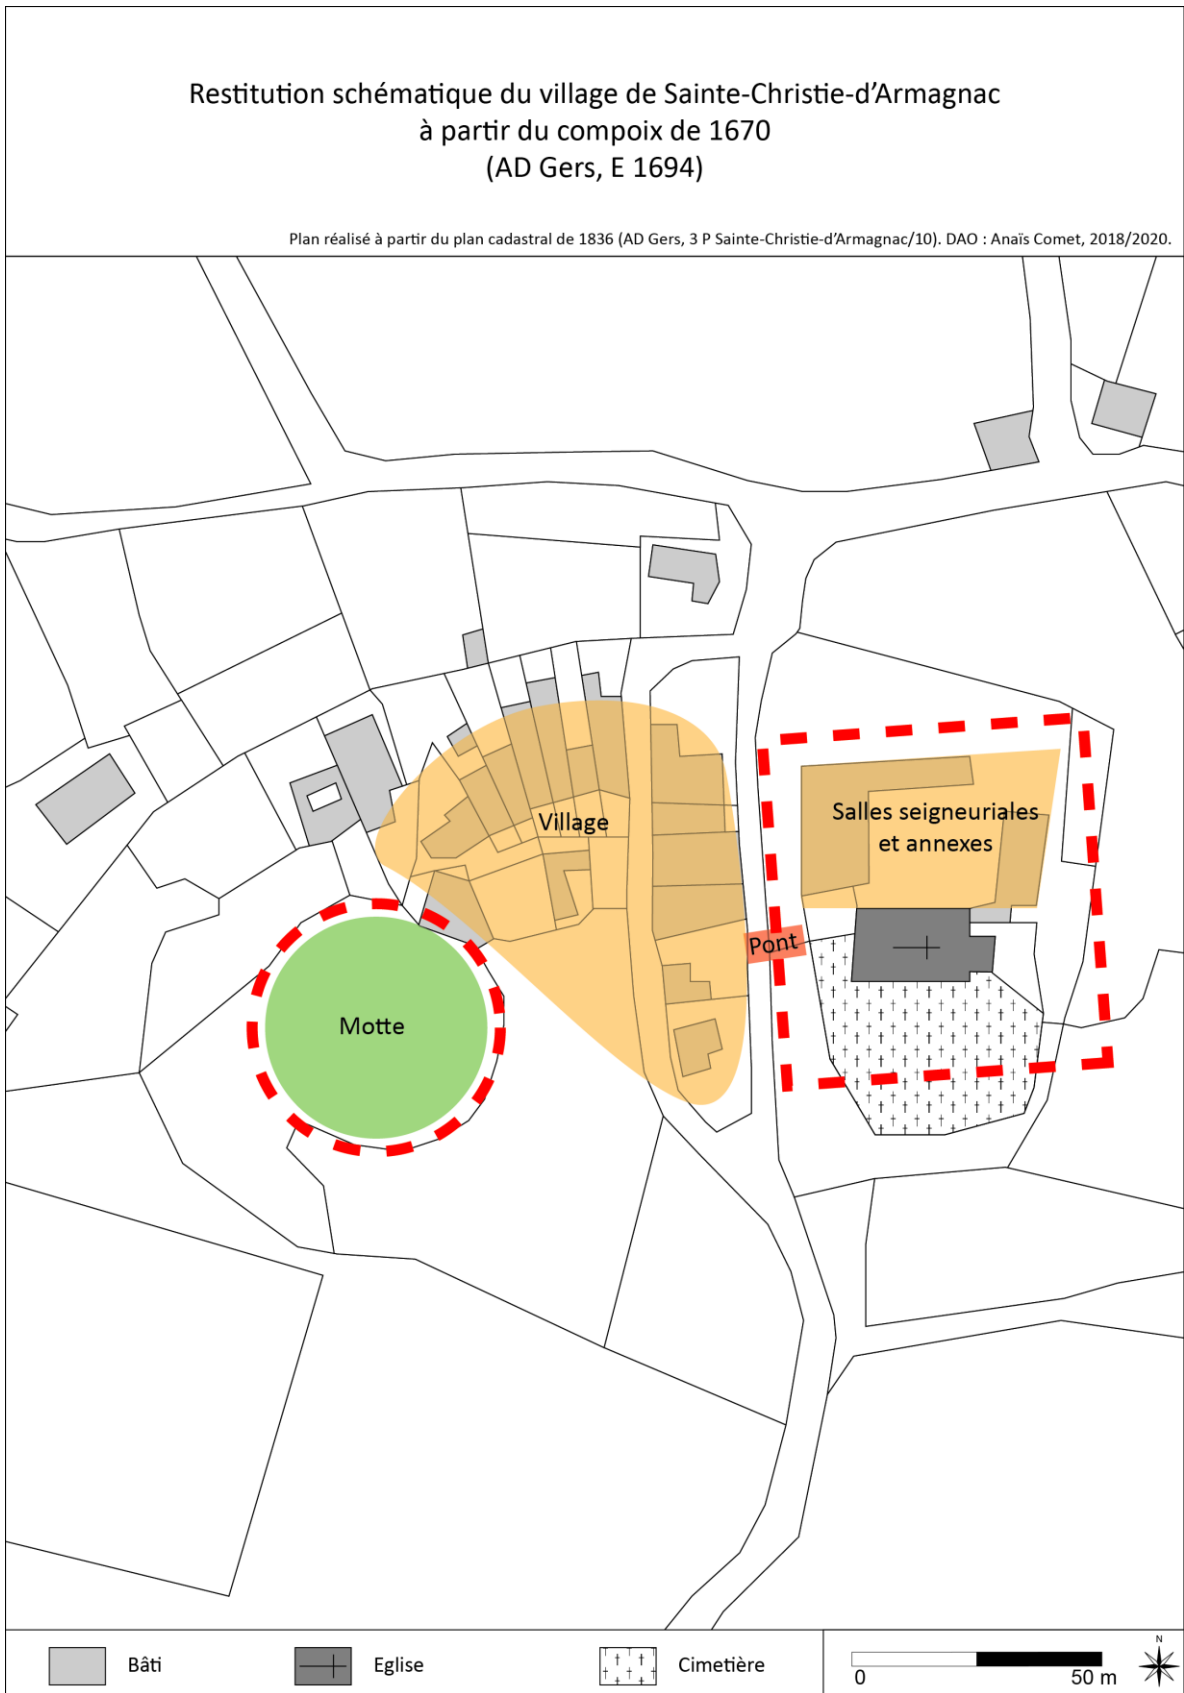 Restitution schématique du village de Sainte-Christie-d'Armagnac
à partir du compoix de 1670
(AD Gers, E 1694)
Plan réalisé à partir du plan cadastral de 1836 (AD Gers, 3 P Sainte-Christie-d'Armagnac/10). DAO : Anaïs Comet, 2018/2020.
Village
Salles seigneuriales
et annexes
Pont
Motte
Bâti
Eglise
Cimetière
0
50 m
N